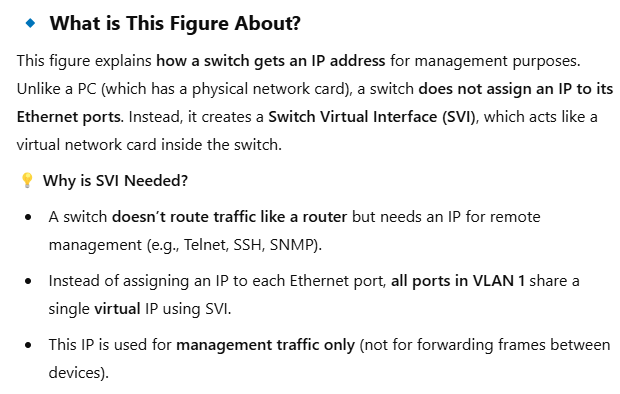 What is This Figure About?
This figure explains how a switch gets an IP address for management purposes.
Unlike a PC (which has a physical network card), a switch does not assign an IP to its
Ethernet ports. Instead, it creates a Switch Virtual Interface (SVI), which acts like a
virtual network card inside the switch.
Why is SVI Needed?
A switch doesn't route traffic like a router but needs an IP for remote
management (e.g., Telnet, SSH, SNMP).
Instead of assigning an IP to each Ethernet port, all ports in VLAN 1 share a
single virtual IP using SVI.
This IP is used for management traffic only (not for forwarding frames between
devices).